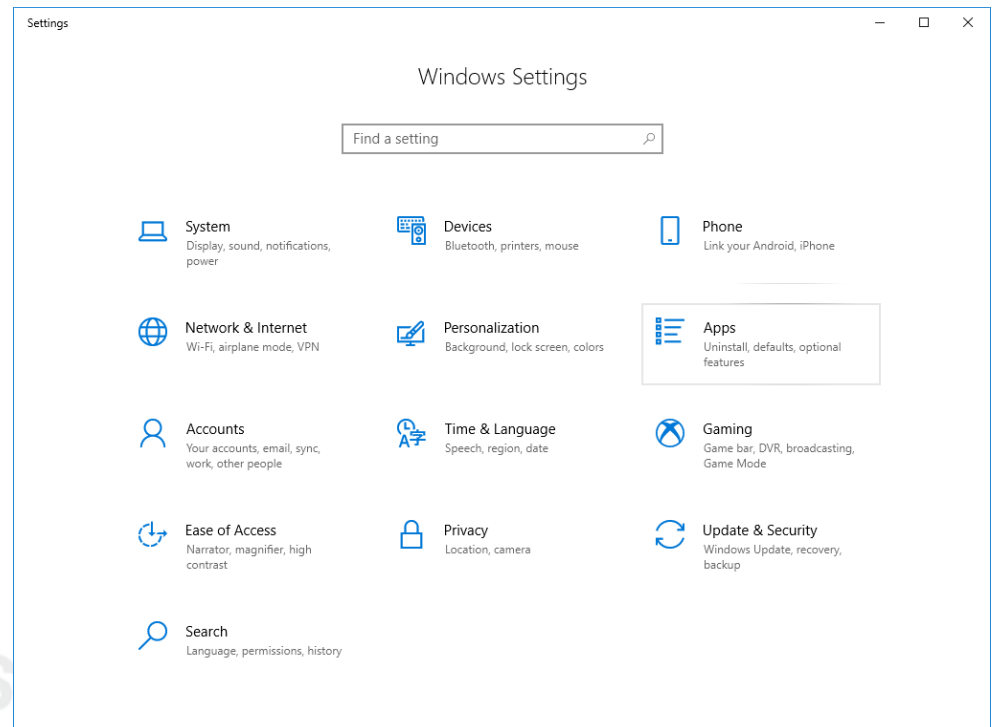 Settings
Windows Settings
Find a setting
System
Display, sound, notifications,
power
Devices
Bluetooth, printers, mouse
Phone
Link your Android, iPhone
Network & Internet
Wi-Fi, airplane mode, VPN
Personalization
Background, lock screen, colors
Apps
Uninstall, defaults, optional
features
Accounts
Your accounts, email, sync,
work, other people
Time & Language
Speech, region, date
Gaming
Game bar, DVR, broadcasting,
Game Mode
Ease of Access
Narrator, magnifier, high
contrast
Privacy
Location, camera
Update & Security
Windows Update, recovery,
backup
Search
Language, permissions, history